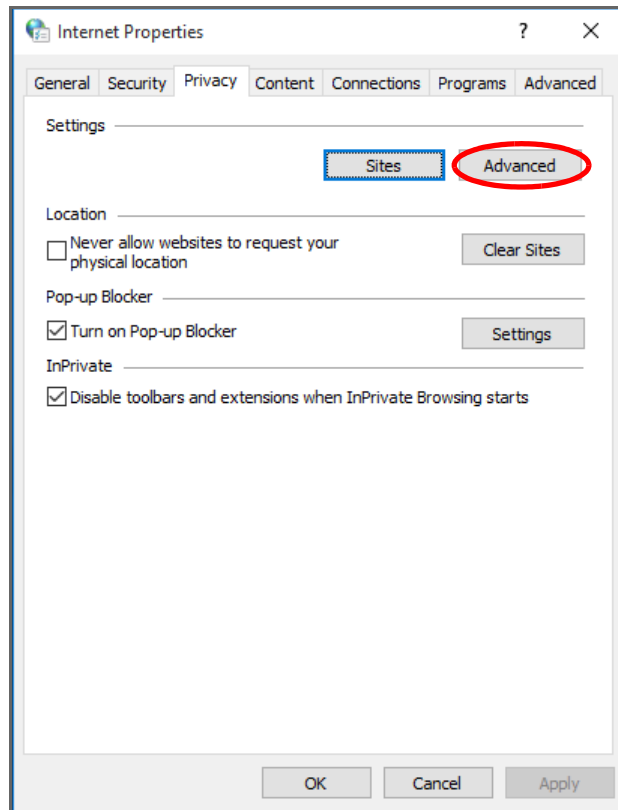 Internet Properties
?
General Security Privacy Content Connections Programs Advanced
Settings
Sites Advanced
Location
Never allow websites to request your
physical location
Clear Sites
Pop-up Blocker
Turn on Pop-up Blocker Settings
InPrivate
Disable toolbars and extensions when InPrivate Browsing starts
OK Cancel Apply